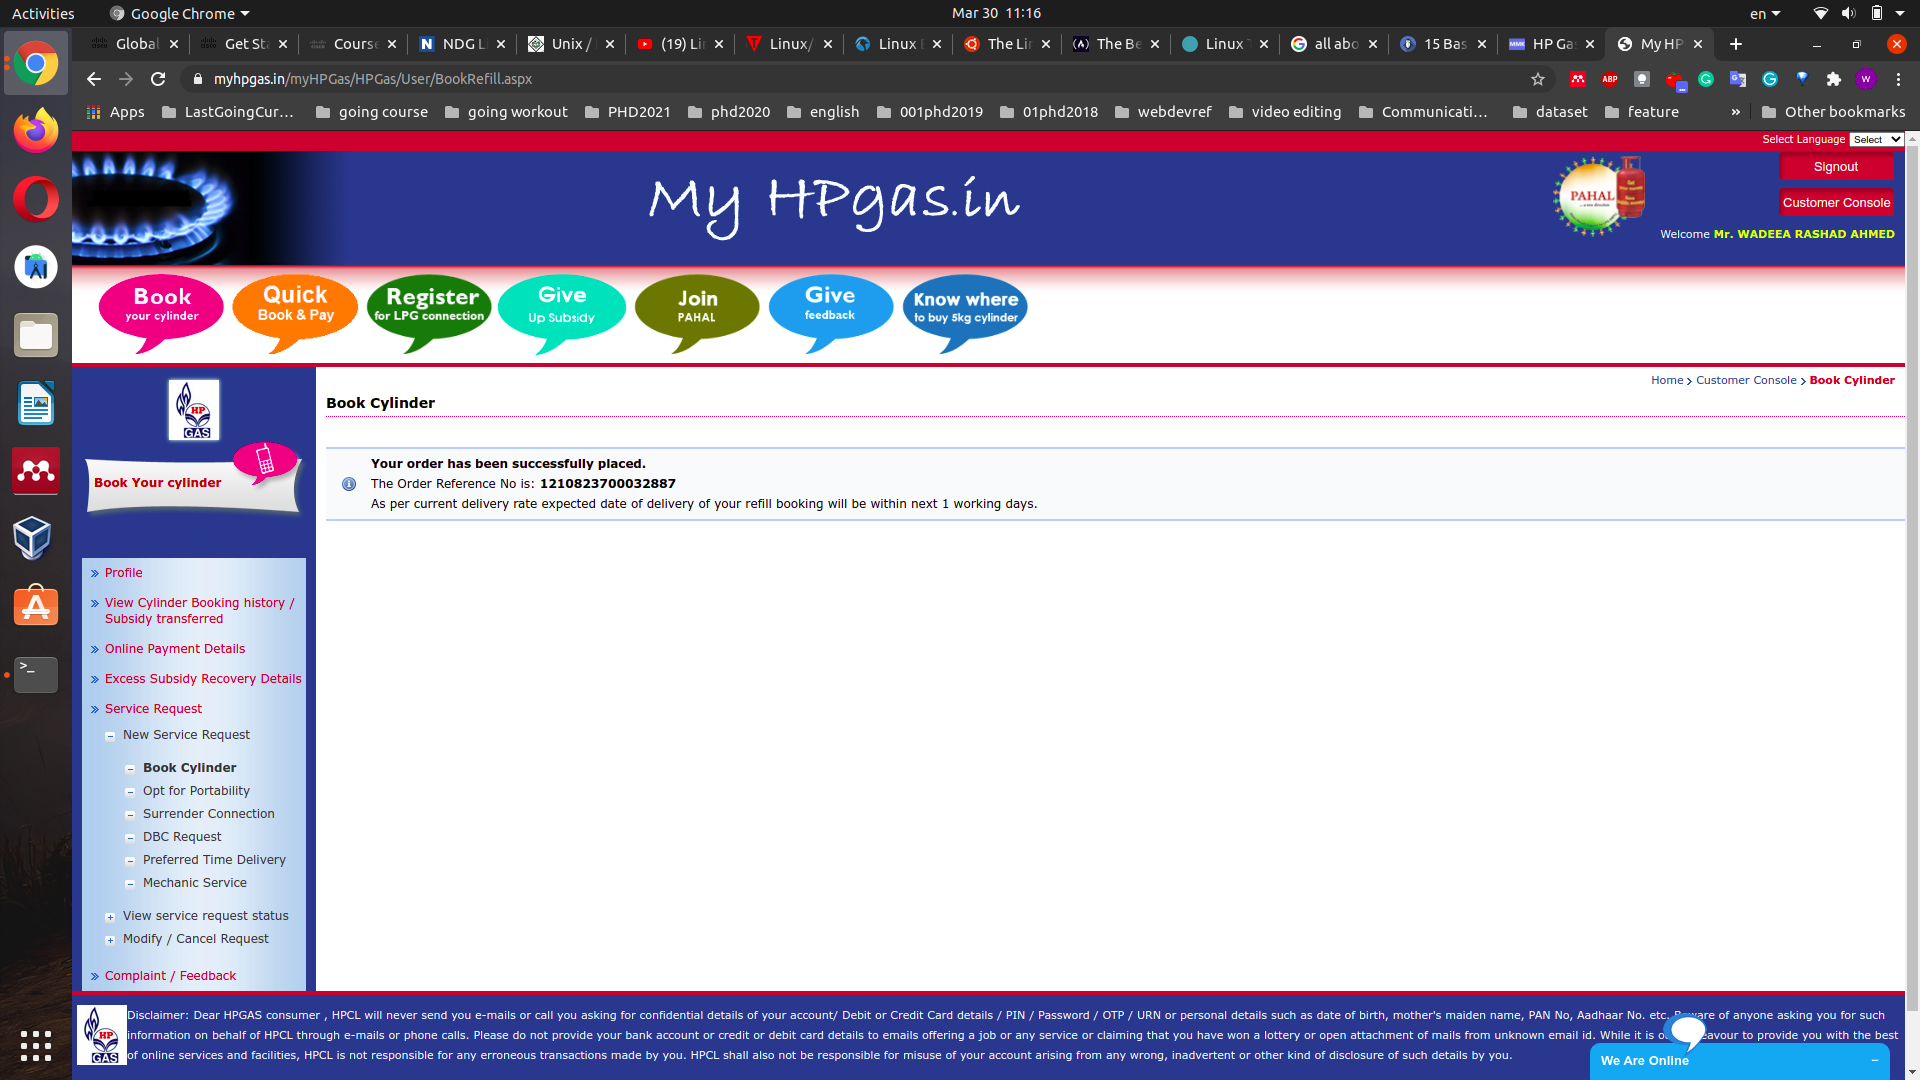 Activities
Google Chrome
Mar 30  11:16
en
Global
Get Sta
Course
NDG L
Unix /
(19) Li
Linux/
Linux
The Li
The Be
Linux
all abo
15 Bas
HP Ga
My HP
myhpgas.in/myHPGas/HPGas/User/BookRefill.aspx
Apps
LastGoingCur...
going course
going workout
PHD2021
phd2020
english
001phd2019
01phd2018
webdevref
video editing
Communicati...
dataset
feature
»
Other bookmarks
Select Language
Select
My HPgas.in
PAHAL
Signout
Customer Console
Welcome Mr. WADEEA RASHAD AHMED
Book
your cylinder
Quick
Book & Pay
Register
for LPG connection
Give
Up Subsidy
Join
PAHAL
Give
feedback
Know where
to buy 5kg cylinder
HP
GAS
Book Your cylinder
Home > Customer Console > Book Cylinder
Book Cylinder
Your order has been successfully placed.
The Order Reference No is: 1210823700032887
As per current delivery rate expected date of delivery of your refill booking will be within next 1 working days.
Profile
View Cylinder Booking history /
Subsidy transferred
Online Payment Details
Excess Subsidy Recovery Details
Service Request
New Service Request
Book Cylinder
Opt for Portability
Surrender Connection
DBC Request
Preferred Time Delivery
Mechanic Service
View service request status
Modify / Cancel Request
Complaint / Feedback
HP
GAS
Disclaimer: Dear HPGAS consumer , HPCL will never send you e-mails or call you asking for confidential details of your account/ Debit or Credit Card details / PIN / Password / OTP / URN or personal details such as date of birth, mother's maiden name, PAN No, Aadhaar No. etc. of anyone asking you for such
information on behalf of HPCL through e-mails or phone calls. Please do not provide your bank account or credit or debit card details to emails offering a job or any service or claiming that you have won a lottery or open attachment of mails from unknown email id. While it is to provide you with the best
of online services and facilities, HPCL is not responsible for any erroneous transactions made by you. HPCL shall also not be responsible for misuse of your account arising from any wrong, inadvertent or other kind of disclosure of such details by you.
We Are Online